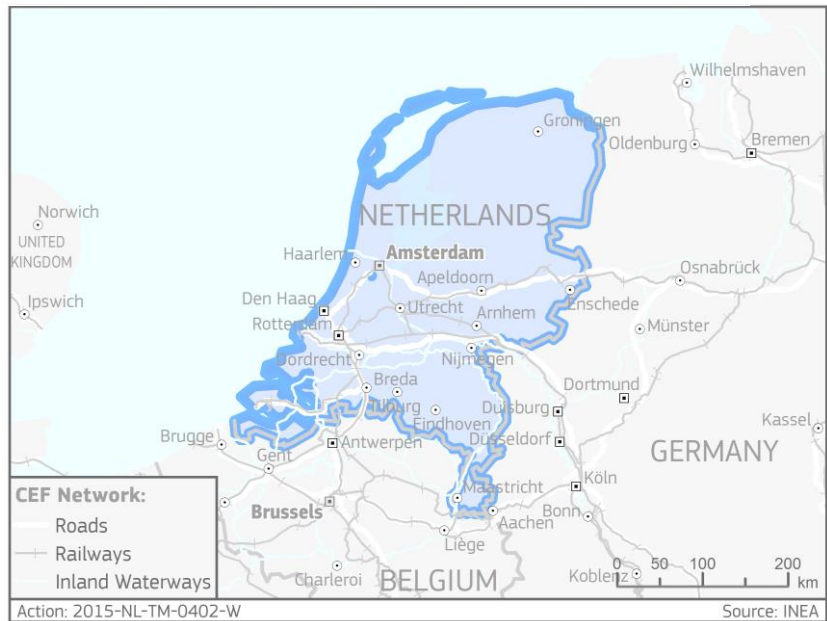 Wilhelmshaven
Groningen
Oldenburg
Bremen
Norwich
NETHERLANDS
UNITED
KINGDOM
Haarlem
Amsterdam
Osnabrück
Apeldoorn
Enschede
Ipswich
Den Haag
Utrecht
Arnhem
Rotterdam
Münster
Dordrecht
Nijmegen
Breda
Dortmund
Tilburg
Duisburg
Eindhoven
Kassel
Brugge
Antwerpen
Düsseldorf
GERMANY
Gent
Köln
CEF Network:
Maastricht
Brussels
Roads
Aachen
Bonn
Railways
Liège
0 50 100 200
km
Inland Waterways
Charleroi
BELGIUM
Koblenz
Action: 2015-NL-TM-0402-W
Source: INEA